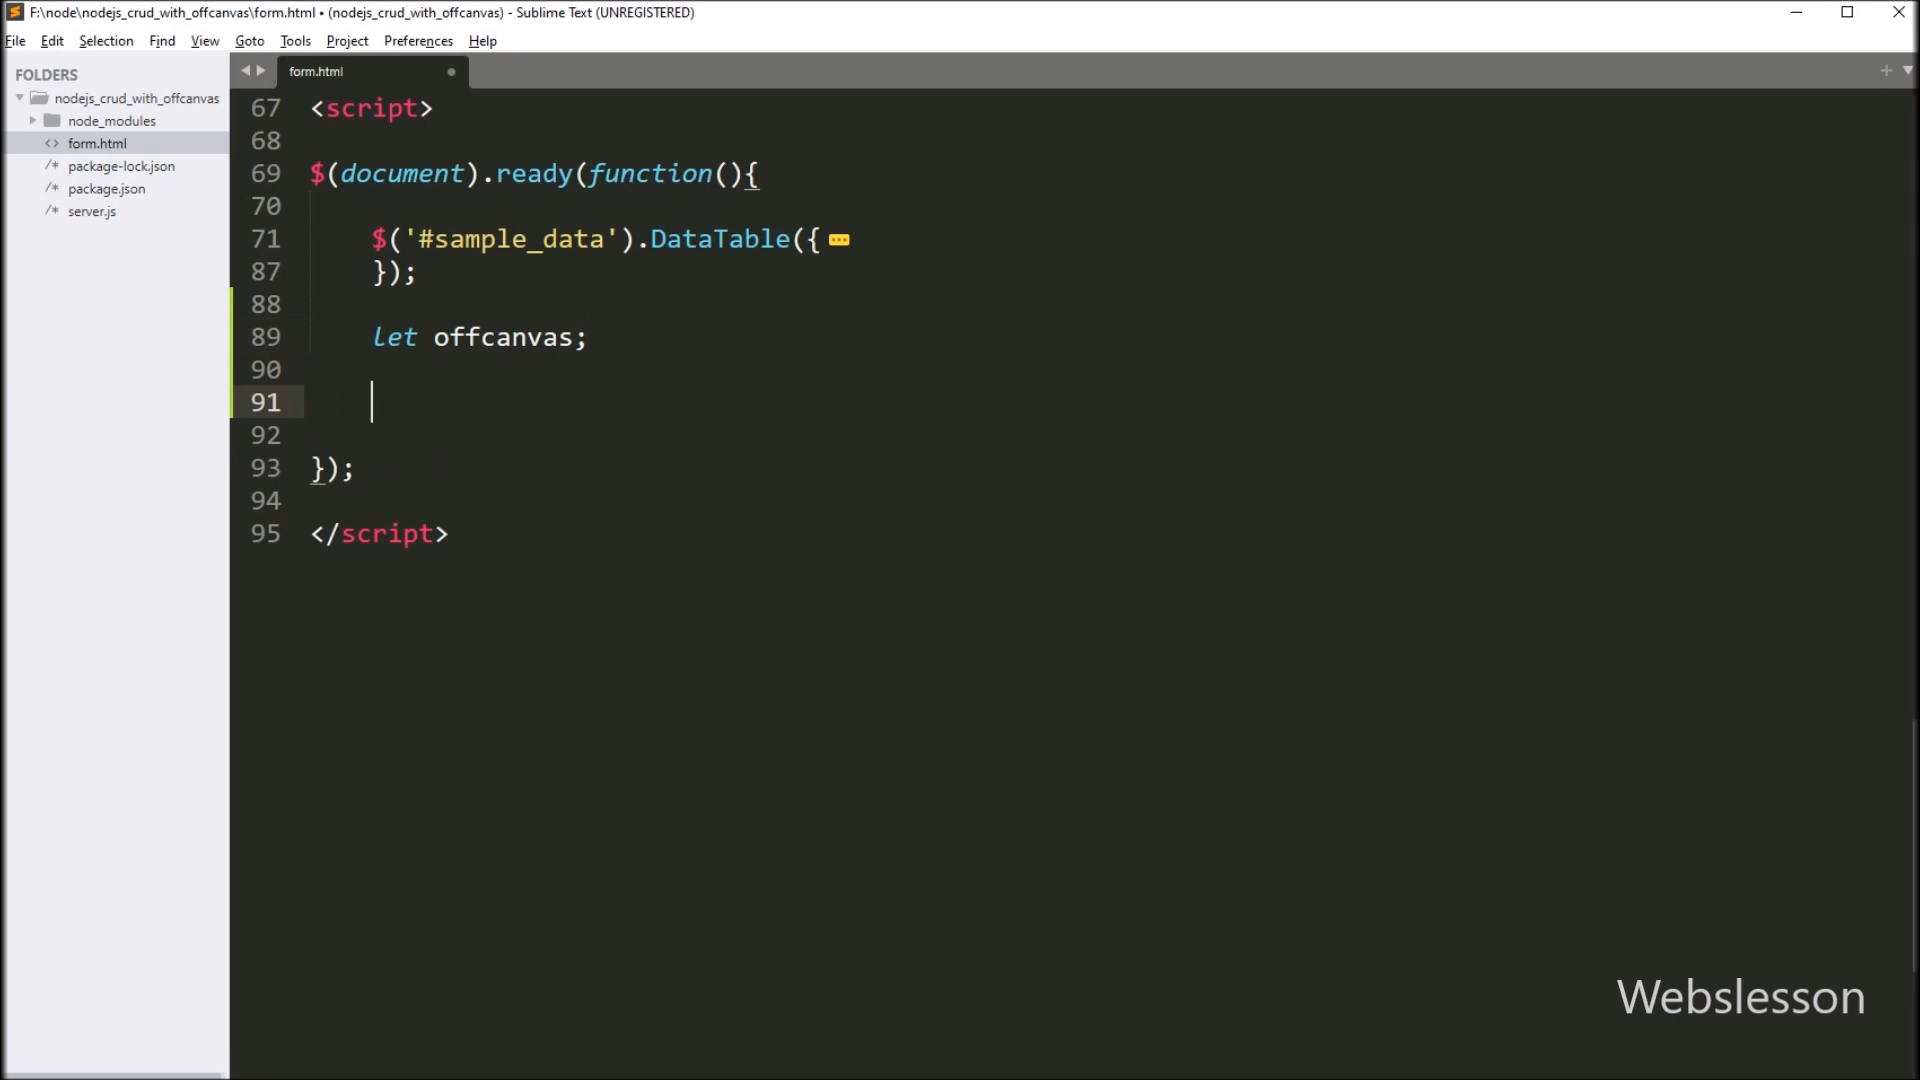 F:\node\nodejs_crud_with_offcanvas\form.html • (nodejs_crud_with_offcanvas) - Sublime Text (UNREGISTERED)
File Edit Selection Find View Goto Tools Project Preferences Help
FOLDERS
nodejs_crud_with_offcanvas
node_modules
<> form.html
/* package-lock.json
/* package.json
/* server.js
form.html
67 <script>
68
69 $(document).ready(function(){
70
71     $('#sample_data').DataTable({
87     });
88
89     let offcanvas;
90
91
92
93 });
94
95 </script>
Webslesson